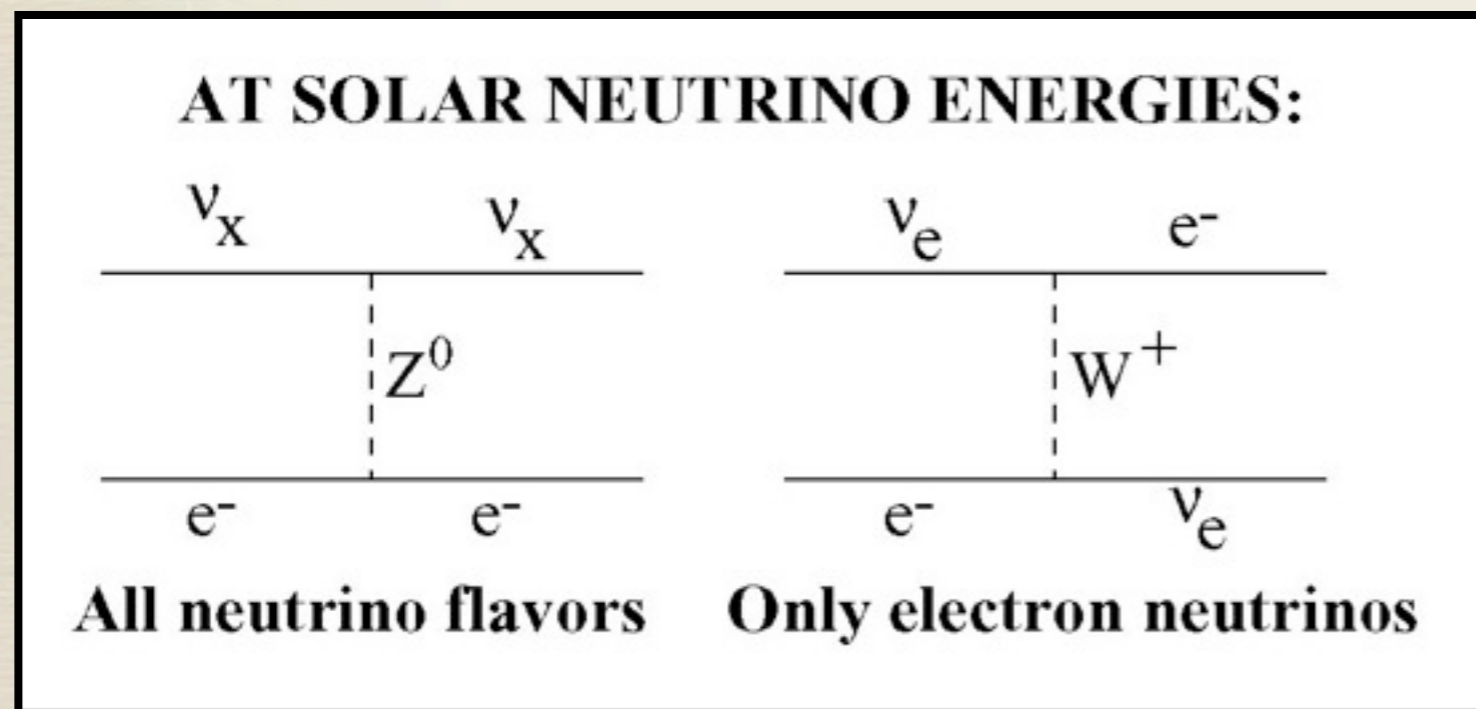 AT SOLAR NEUTRINO ENERGIES:
νx νx νe e-
Z0 W+
e- e- e- νe
All neutrino flavors Only electron neutrinos